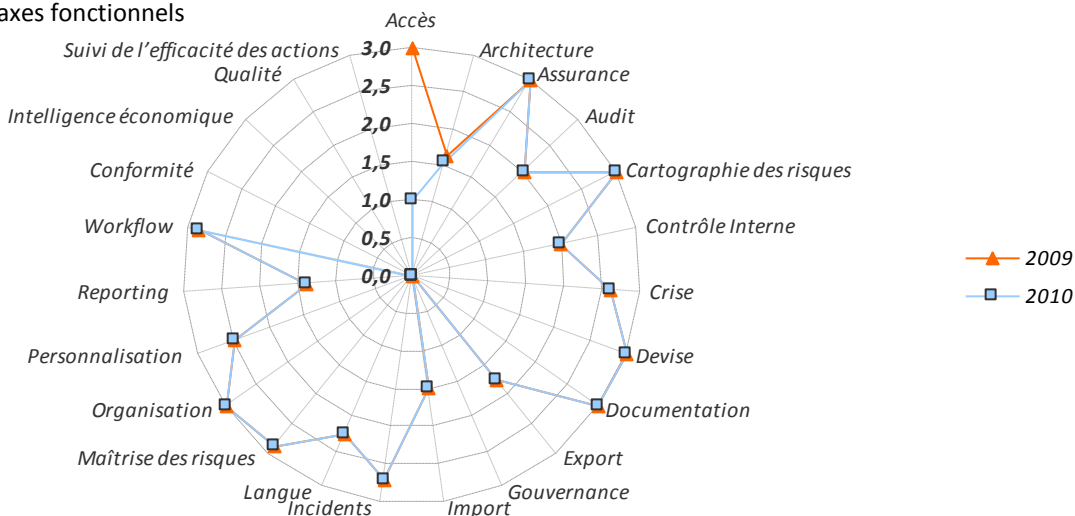 axes fonctionnels
Accès
Suivi de l'efficacité des actions
3,0
Architecture
Qualité
2,5
Assurance
Intelligence économique
2,0
Audit
Conformité
1,5
Cartographie des risques
Workflow
1,0
Contrôle Interne
0,5
2009
Reporting
0,0
Crise
2010
Personnalisation
Devise
Organisation
Documentation
Maîtrise des risques
Export
Langue
Gouvernance
Incidents
Import